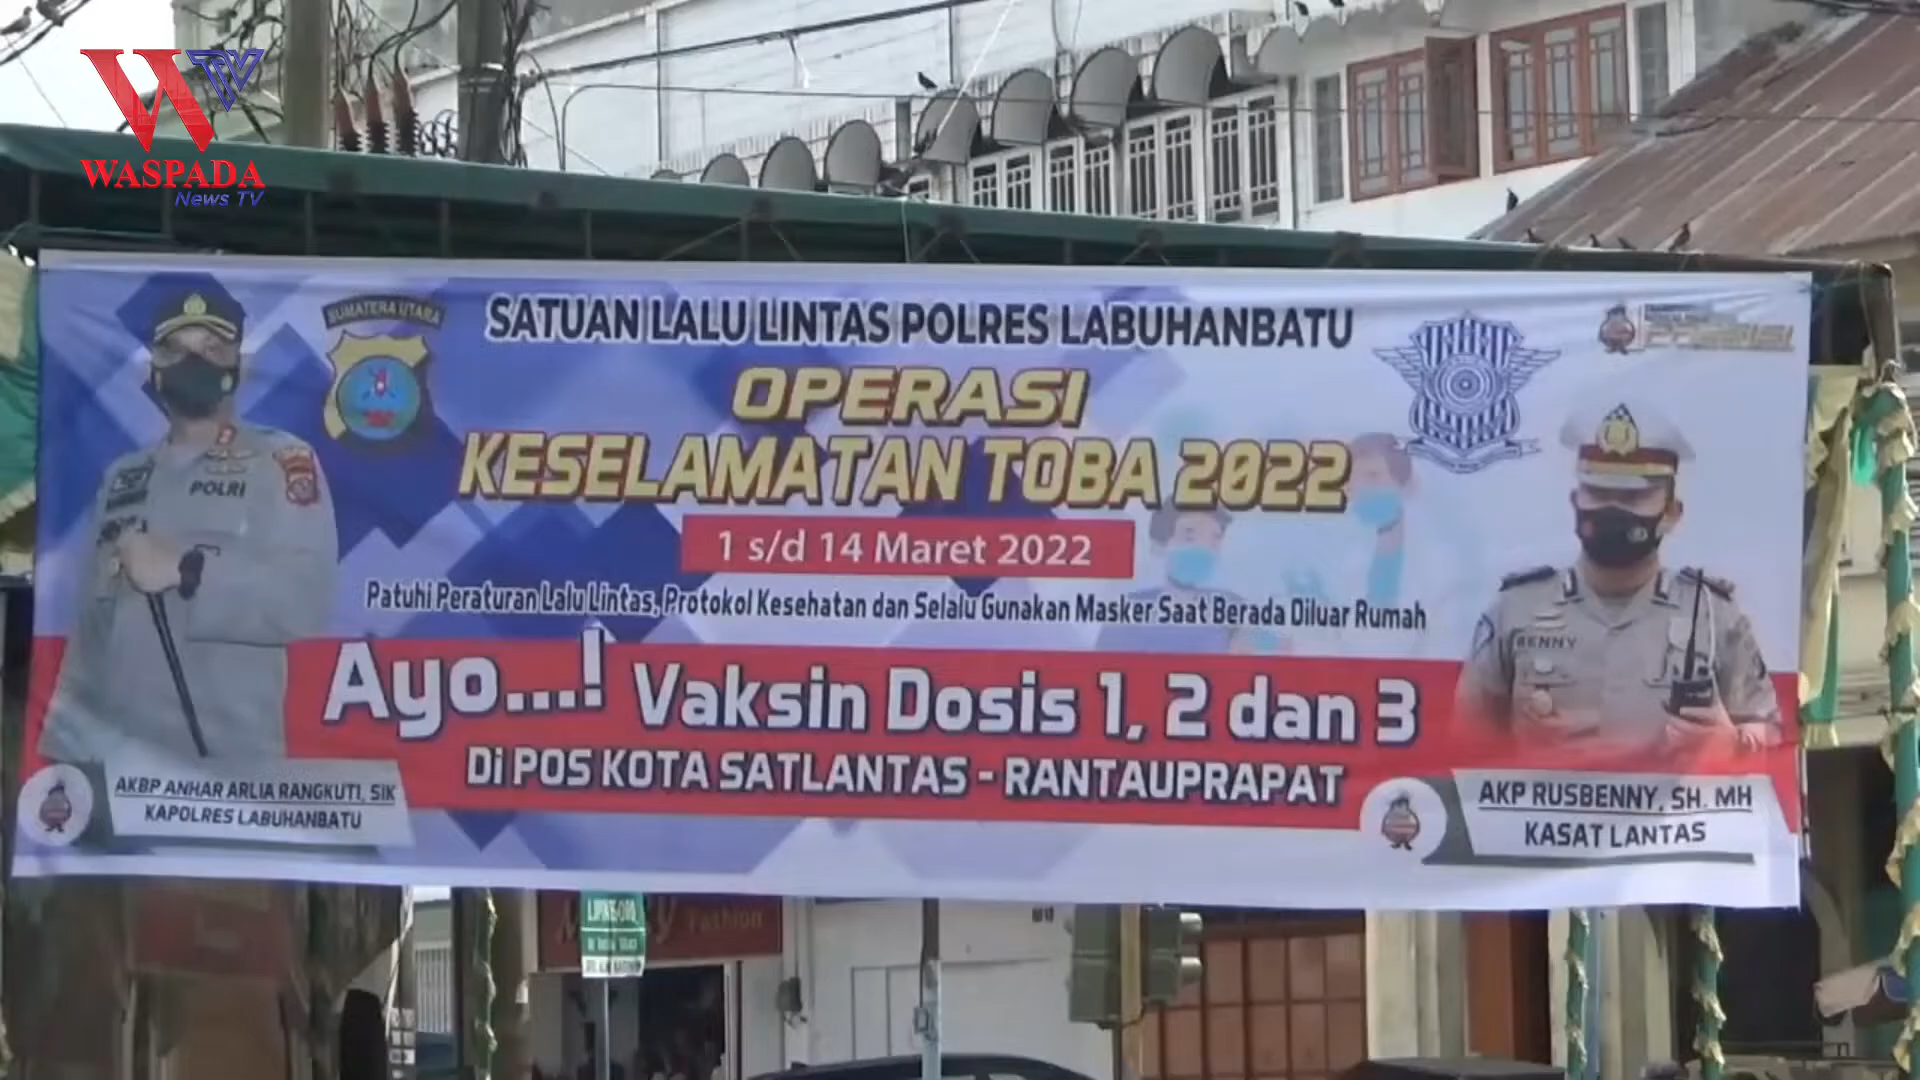 WASPADA
News TV
SUMATERA UTARA
SATUAN LALU LINTAS POLRES LABUHANBATU
OPERASI
KESELAMATAN TOBA 2022
1 s/d 14 Maret 2022
Patuhi Peraturan Lalu Lintas, Protokol Kesehatan dan Selalu Gunakan Masker Saat Berada Diluar Rumah
POLRI
BENNY
Ayo...! Vaksin Dosis 1, 2 dan 3
Di POS KOTA SATLANTAS - RANTAUPRAPAT
AKBP ANHAR ARLIA RANGKUTI, SIK
KAPOLRES LABUHANBATU
AKP RUSBENNY, SH. MH
KASAT LANTAS
Fashion